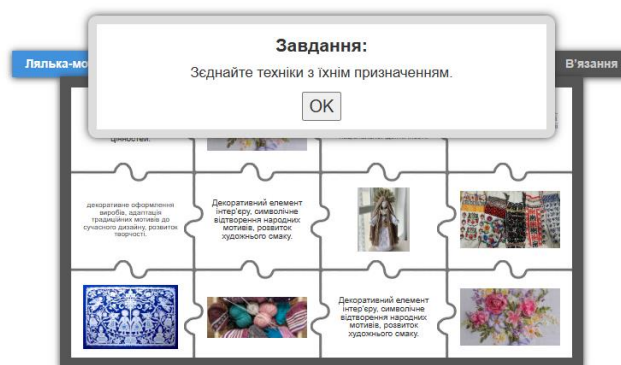 Завдання:
Зєднайте техніки з їхнім призначенням.
OK
Лялька-мо
В'язання
цінностей.
декоративне оформлення
виробів, адаптація
традиційних мотивів до
сучасного дизайну, розвиток
творчості.
Декоративний елемент
інтер'єру, символічне
відтворення народних
мотивів, розвиток
художнього смаку.
Декоративний елемент
інтер'єру, символічне
відтворення народних
мотивів, розвиток
художнього смаку.